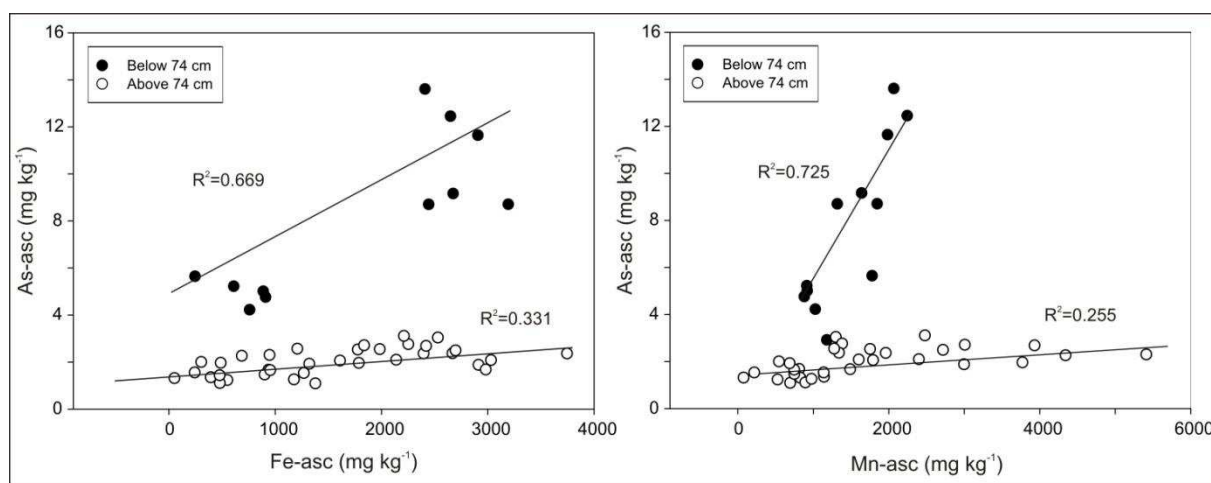 16
12
8
4
0
As-asc (mg kg⁻¹)
Below 74 cm
Above 74 cm
R²=0.669
R²=0.331
0 1000 2000 3000 4000
Fe-asc (mg kg⁻¹)
16
12
8
4
0
As-asc (mg kg⁻¹)
Below 74 cm
Above 74 cm
R²=0.725
R²=0.255
0 2000 4000 6000
Mn-asc (mg kg⁻¹)